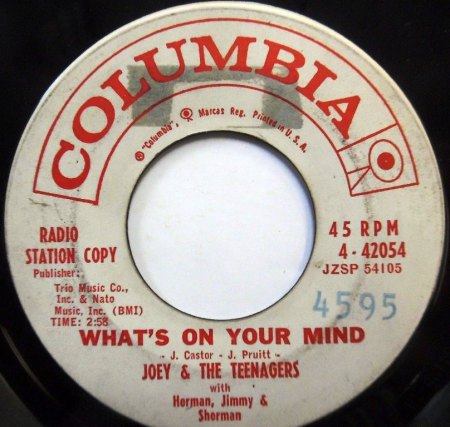 COLUMBIA
® "Columbia", ® Marcas Reg. Printed in U.S.A.
RADIO
STATION COPY
Publisher:
Trio Music Co.,
Inc. & Nato
Music, Inc. (BMI)
TIME: 2:58
45 RPM
4-42054
JZSP 54105
4595
WHAT'S ON YOUR MIND
- J. Castor - J. Pruitt -
JOEY & THE TEENAGERS
with
Herman, Jimmy &
Sherman